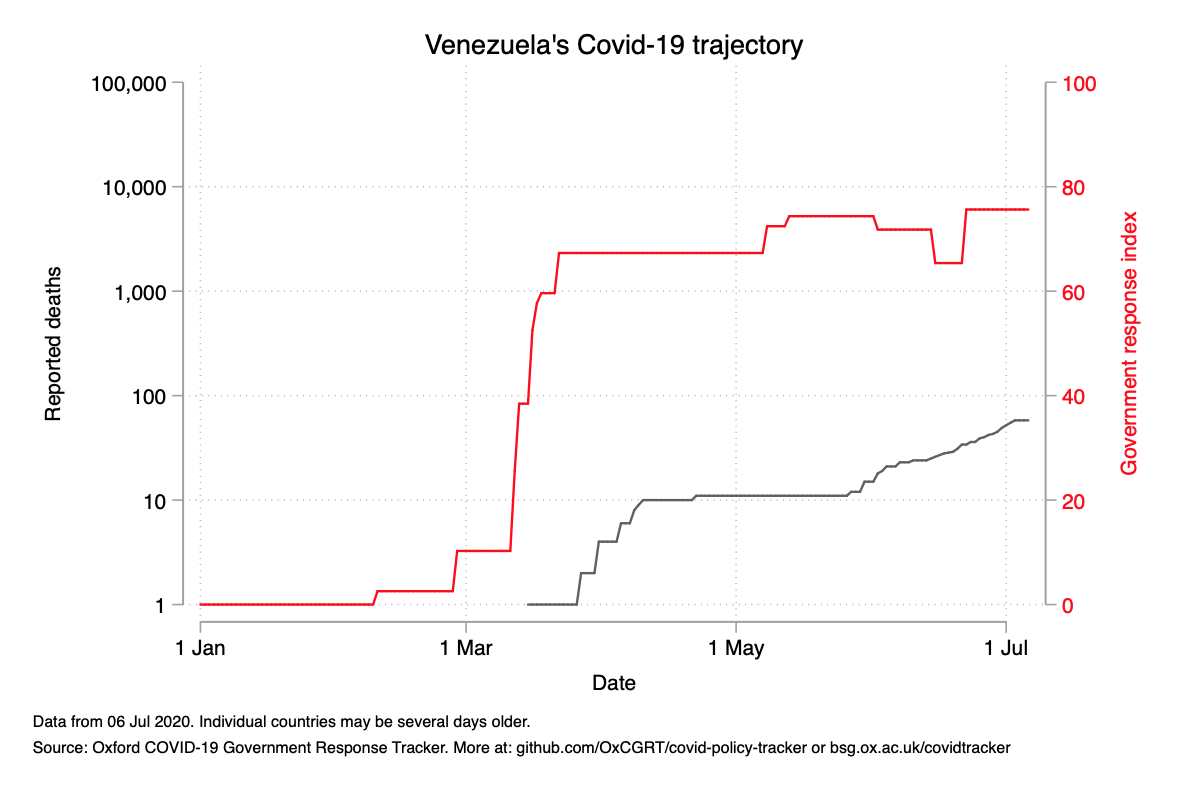 Venezuela's Covid-19 trajectory
100,000
10,000
1,000
100
10
1
Reported deaths
100
80
60
40
20
0
Government response index
1 Jan
1 Mar
1 May
1 Jul
Date
Data from 06 Jul 2020. Individual countries may be several days older.
Source: Oxford COVID-19 Government Response Tracker. More at: github.com/OxCGRT/covid-policy-tracker or bsg.ox.ac.uk/covidtracker